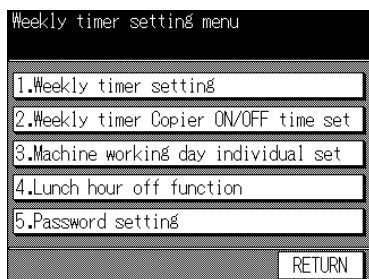 Weekly timer setting menu
1.Weekly timer setting
2.Weekly timer Copier ON/OFF time set
3.Machine working day individual set
4.Lunch hour off function
5.Password setting
RETURN